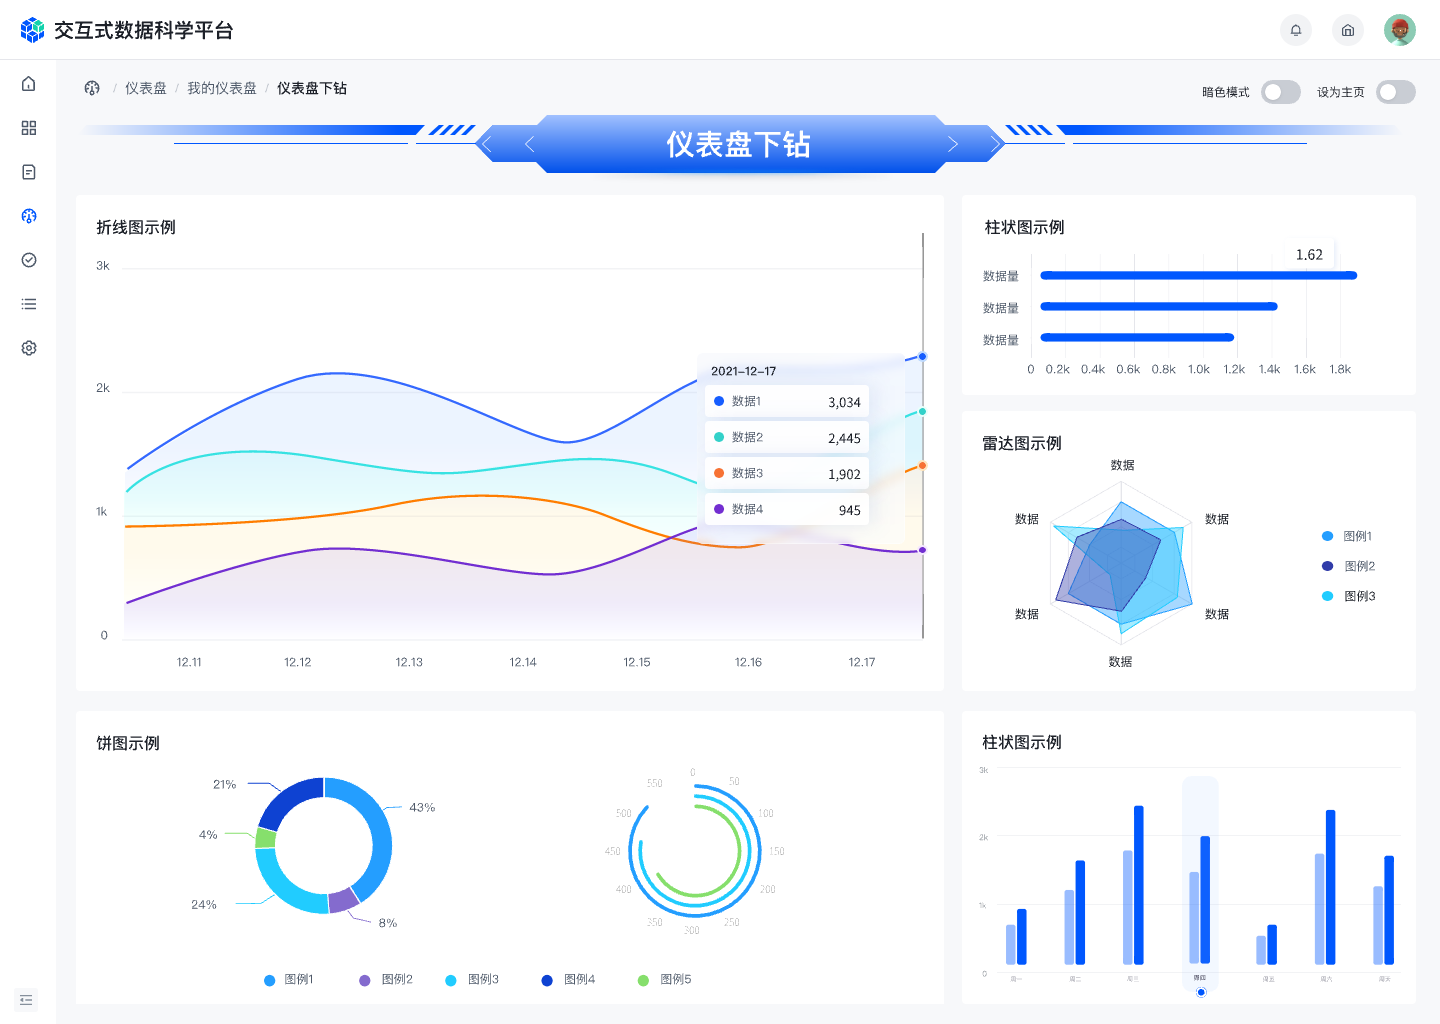 交互式数据科学平台
/ 仪表盘 / 我的仪表盘 / 仪表盘下钻
暗色模式
设为主页
仪表盘下钻
折线图示例
3k
2k
1k
0
12.11
12.12
12.13
12.14
12.15
12.16
12.17
2021-12-17
数据1 3,034
数据2 2,445
数据3 1,902
数据4 945
柱状图示例
1.62
数据量
数据量
数据量
0 0.2k 0.4k 0.6k 0.8k 1.0k 1.2k 1.4k 1.6k 1.8k
雷达图示例
数据
数据
数据
数据
数据
数据
图例1
图例2
图例3
饼图示例
21%
43%
4%
24%
8%
0
50
100
150
200
250
300
350
400
450
500
550
图例1
图例2
图例3
图例4
图例5
柱状图示例
3k
2k
1k
0
周一
周二
周三
周四
周五
周六